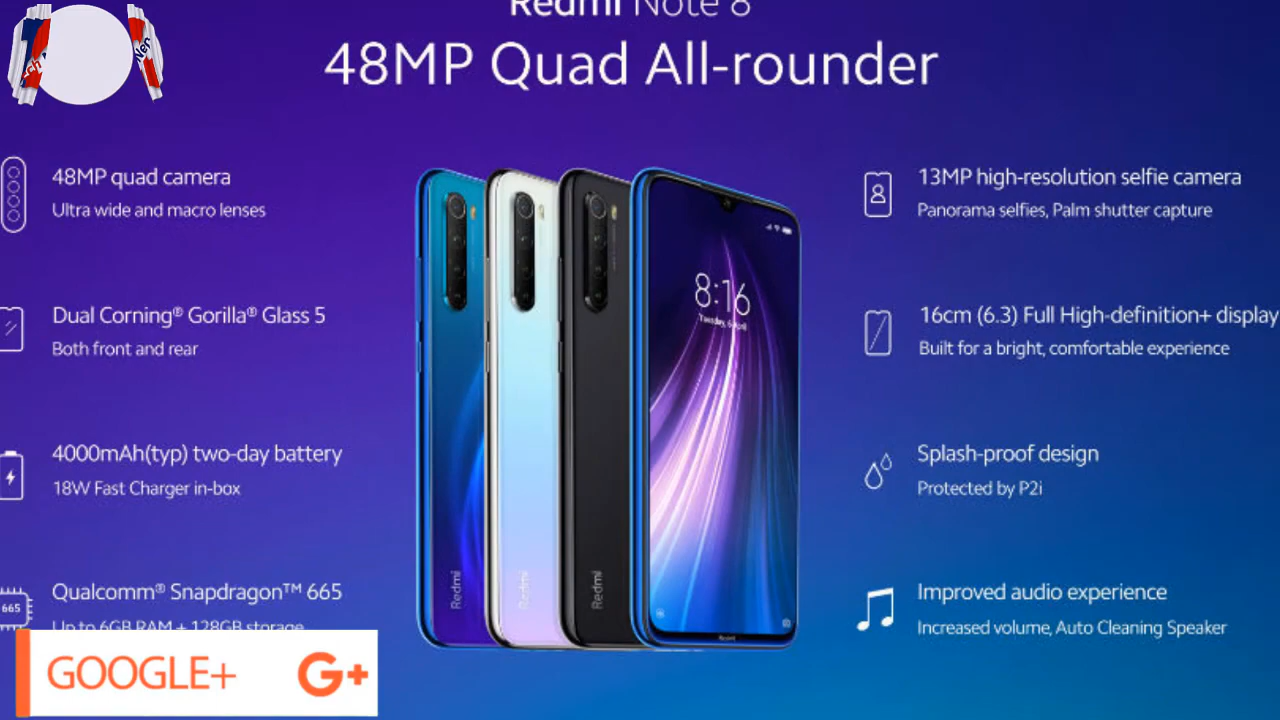 Redmi Note 8
48MP Quad All-rounder
48MP quad camera
Ultra wide and macro lenses
Dual Corning® Gorilla® Glass 5
Both front and rear
4000mAh(typ) two-day battery
18W Fast Charger in-box
665
Qualcomm® Snapdragon™ 665
Up to 6GB RAM + 128GB storage
8:16
Redmi
Redmi
Redmi
13MP high-resolution selfie camera
Panorama selfies, Palm shutter capture
16cm (6.3) Full High-definition+ display
Built for a bright, comfortable experience
Splash-proof design
Protected by P2i
Improved audio experience
Increased volume, Auto Cleaning Speaker
GOOGLE+ G+